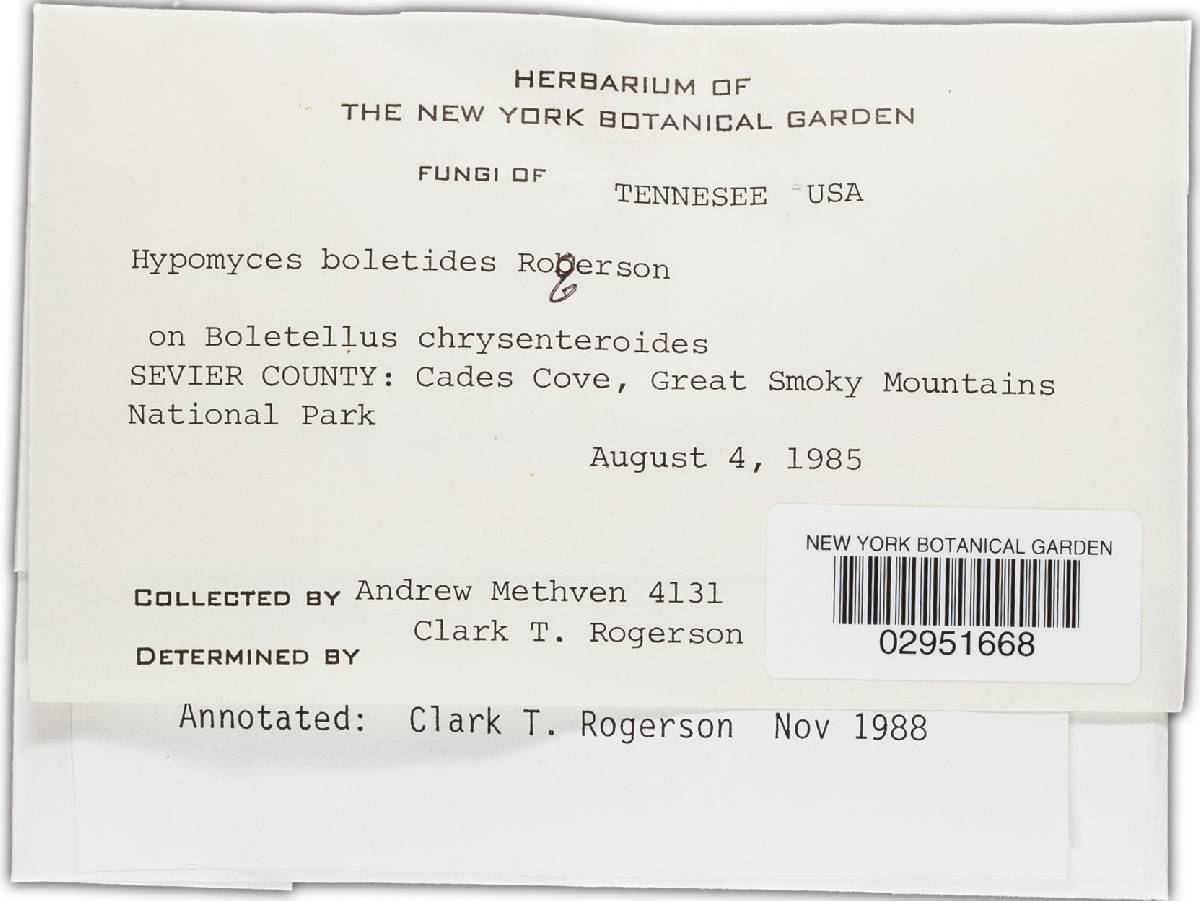 HERBARIUM OF
THE NEW YORK BOTANICAL GARDEN
FUNGI OF TENNESEE USA
Hypomyces boletides Rogerson
on Boletellus chrysenteroides
SEVIER COUNTY: Cades Cove, Great Smoky Mountains
National Park
August 4, 1985
NEW YORK BOTANICAL GARDEN
02951668
COLLECTED BY Andrew Methven 4131
Clark T. Rogerson
DETERMINED BY
Annotated: Clark T. Rogerson Nov 1988